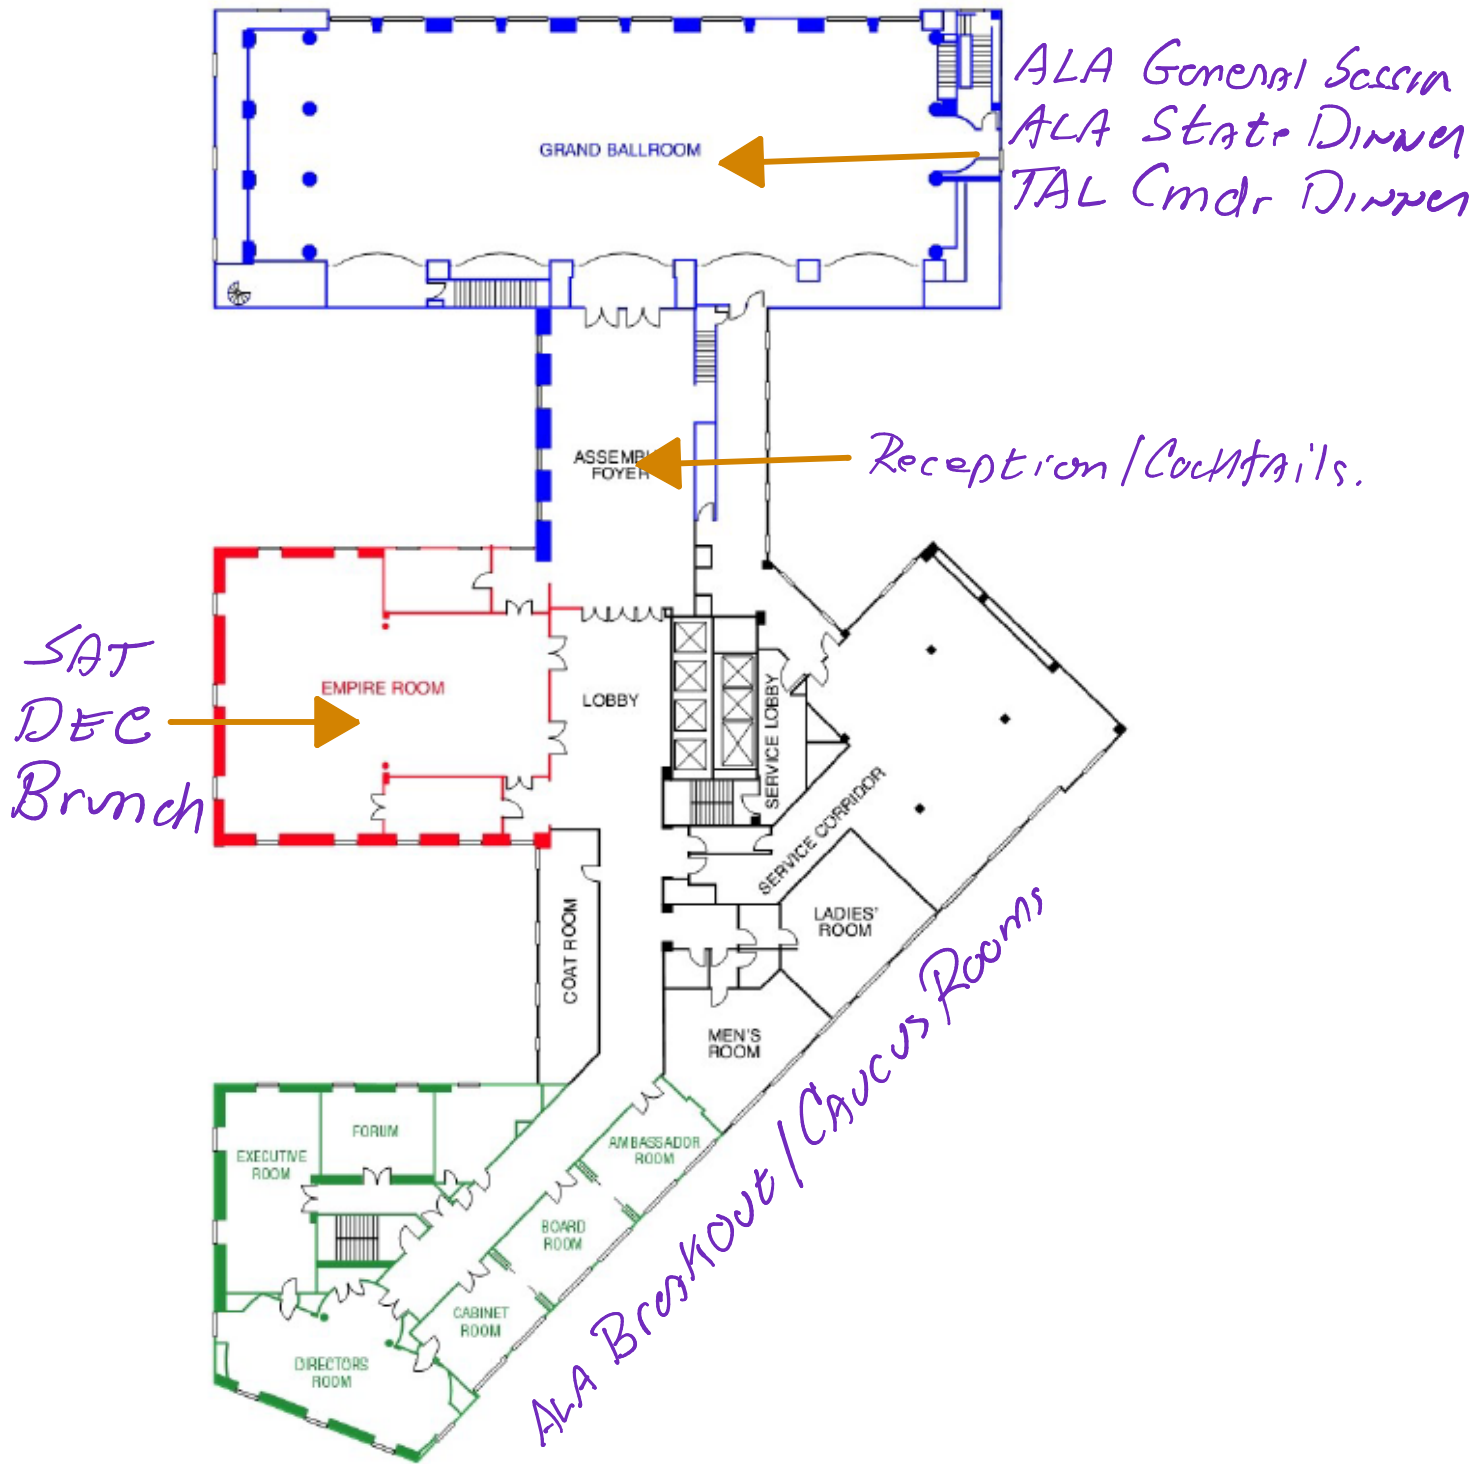 ALA General Session
ALA State Dinner
GRAND BALLROOM
TAL Cmdr Dinner
Reception/Cocktails.
FOYER
SAT
EMPIRE ROOM
LOBBY
DEC
Brunch
SERVICE LOBBY
SERVICE CORRIDOR
COAT ROOM
LADIES'
ROOM
MEN'S
ROOM
ALA Breakout/Caucus Rooms
FORUM
EXECUTIVE
ROOM
AMBASSADOR
ROOM
BOARD
ROOM
CABINET
ROOM
DIRECTORS
ROOM